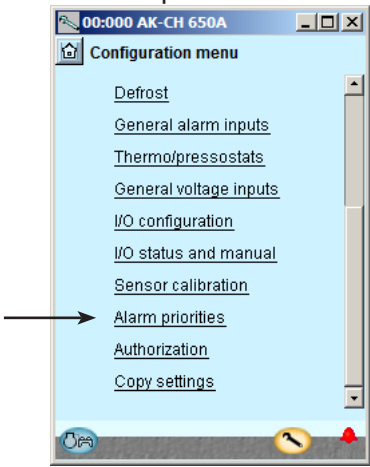 00:000 AK-CH 650A
Configuration menu
Defrost
General alarm inputs
Thermo/pressostats
General voltage inputs
I/O configuration
I/O status and manual
Sensor calibration
Alarm priorities
Authorization
Copy settings